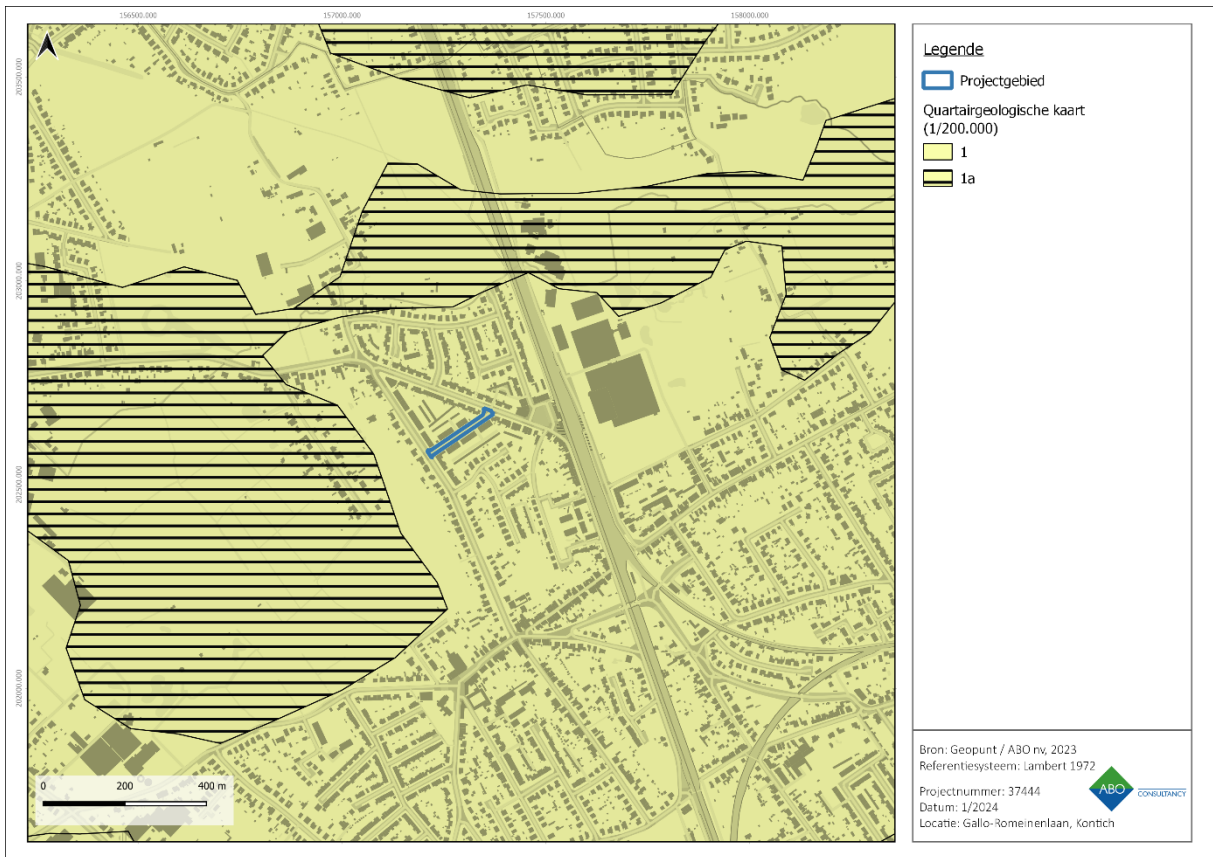 156500.000
157000.000
157500.000
158000.000
203500.000
203000.000
202500.000
202000.000
0
200
400 m
Legende
Projectgebied
Quartairgeologische kaart
(1/200.000)
1
1a
Bron: Geopunt / ABO nv, 2023
Referentiesysteem: Lambert 1972
Projectnummer: 37444
Datum: 1/2024
Locatie: Gallo-Romeinenlaan, Kontich
ABO
CONSULTANCY